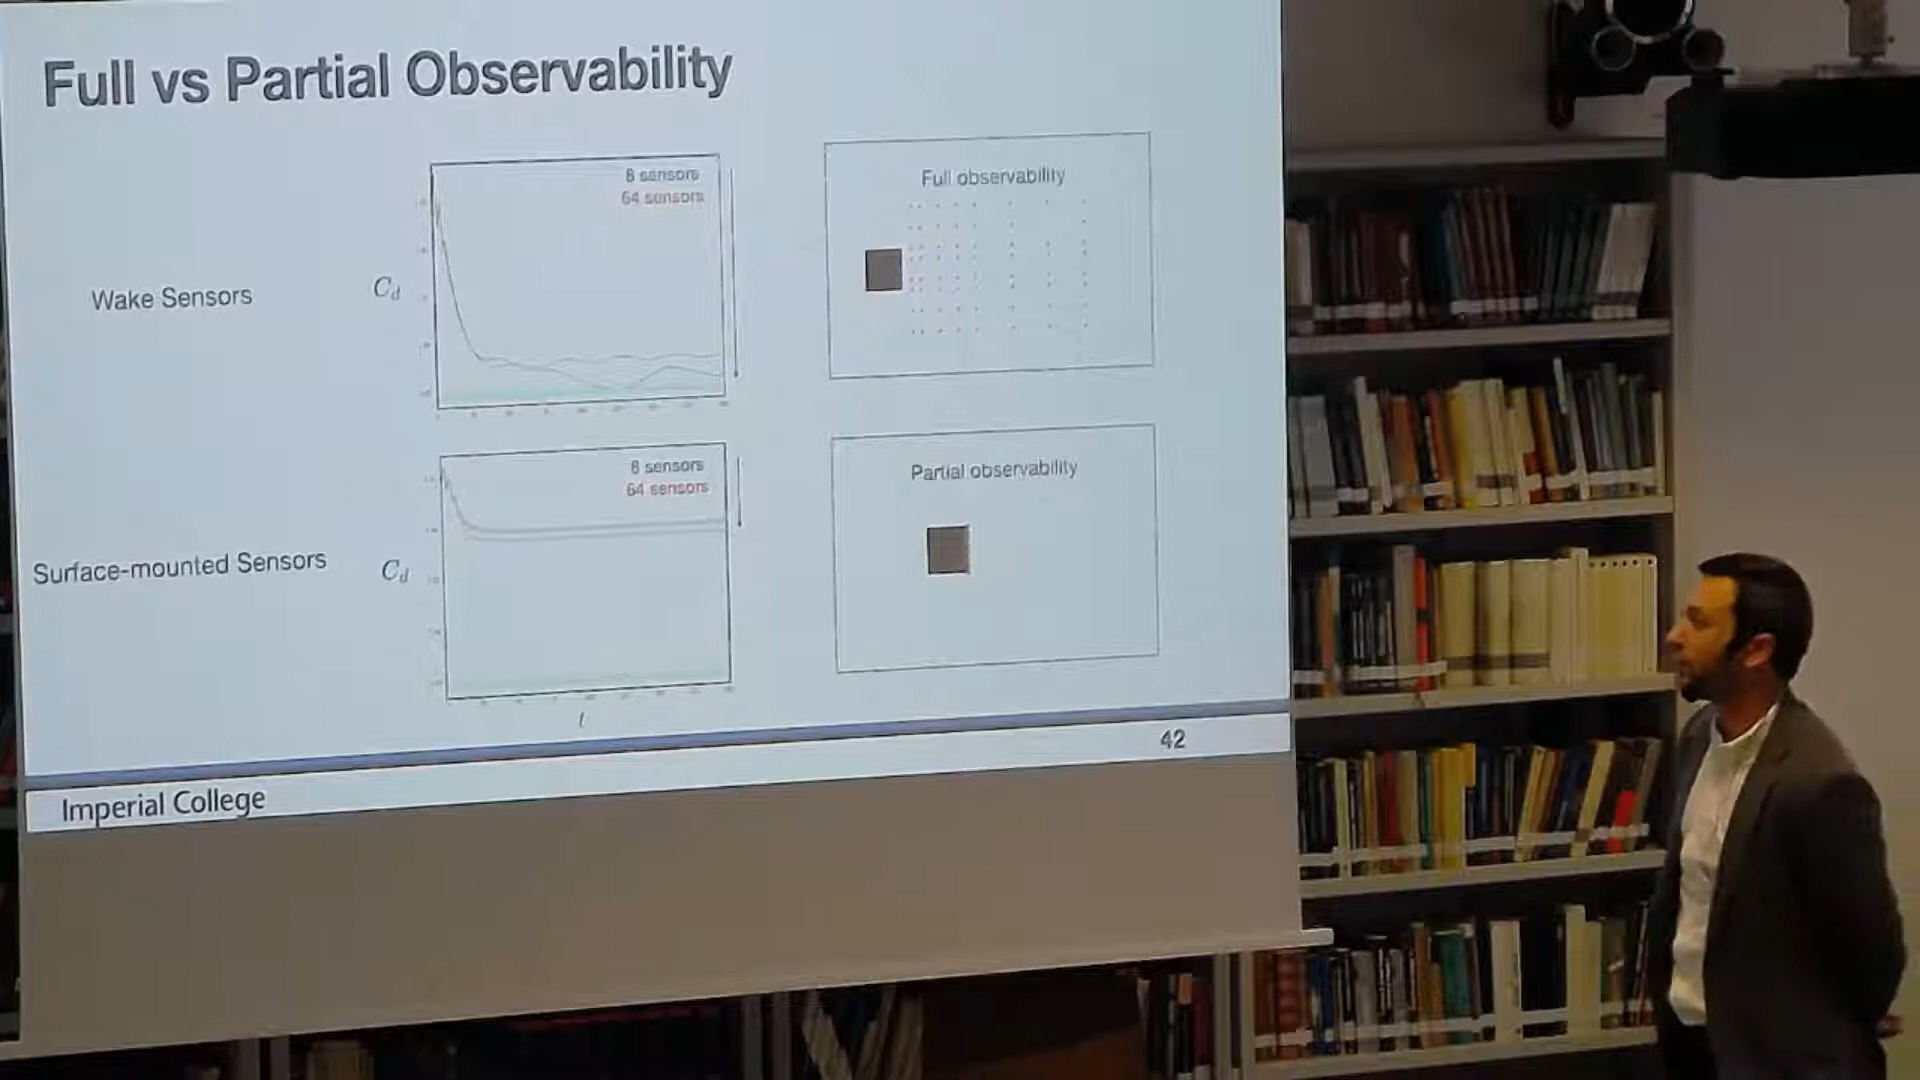 Full vs Partial Observability
8 sensors
64 sensors
Full observability
Wake Sensors
C_d
8 sensors
64 sensors
Partial observability
Surface-mounted Sensors
C_d
t
42
Imperial College